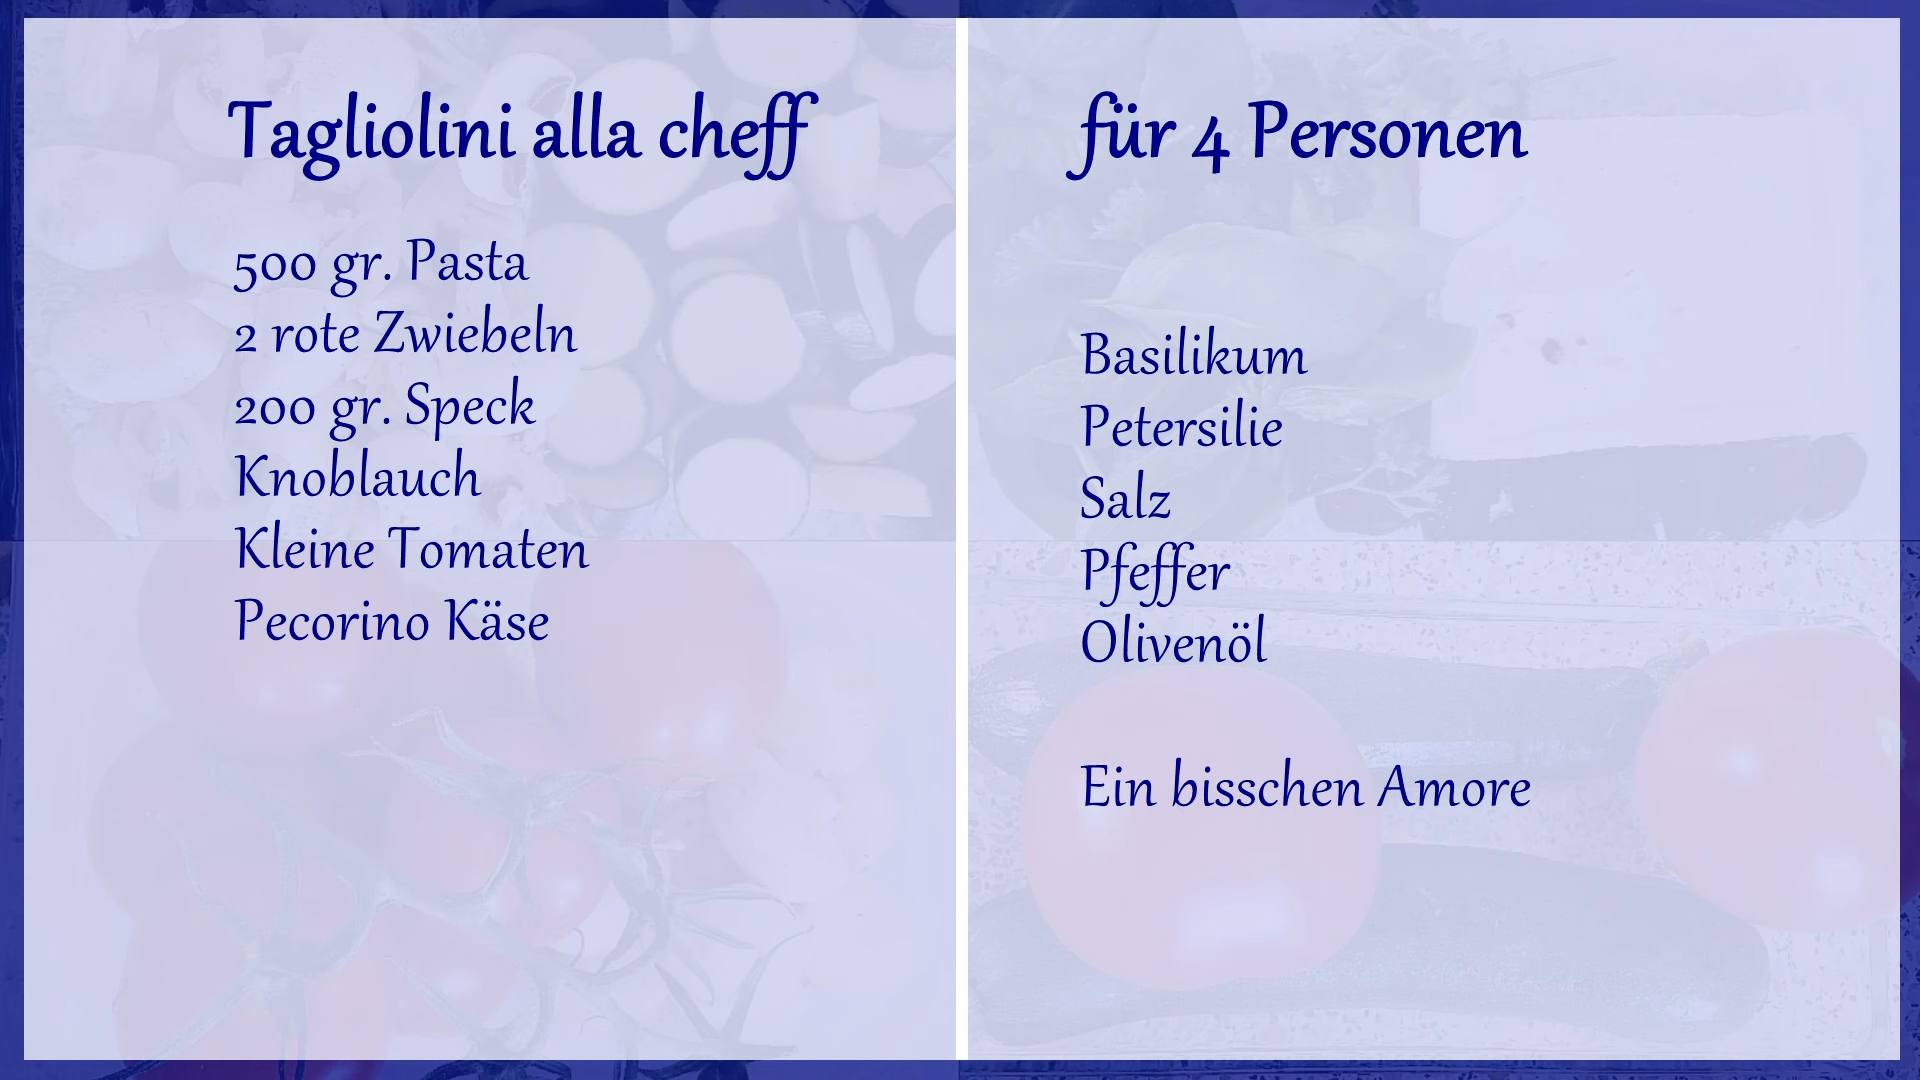 Tagliolini alla cheff
500 gr. Pasta
2 rote Zwiebeln
200 gr. Speck
Knoblauch
Kleine Tomaten
Pecorino Käse
für 4 Personen
Basilikum
Petersilie
Salz
Pfeffer
Olivenöl
Ein bisschen Amore